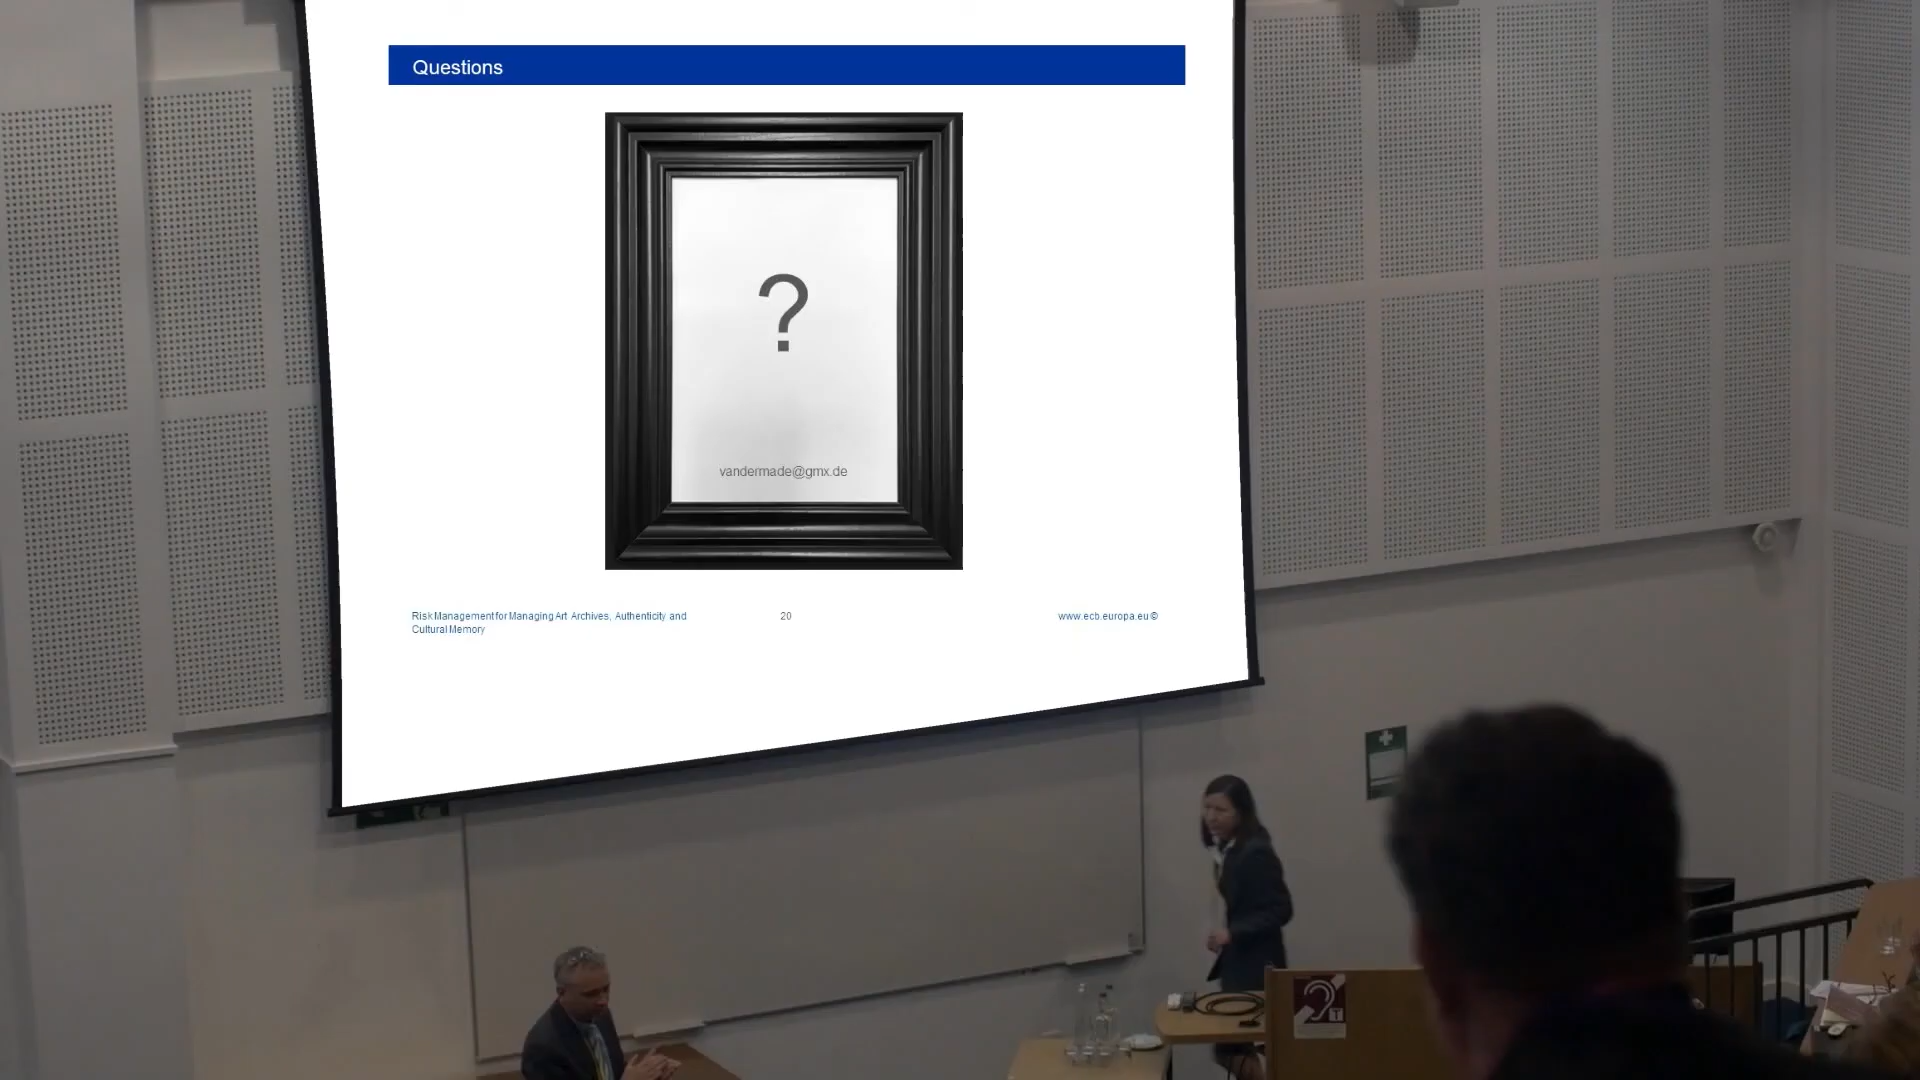 Questions
?
vandermade@gmx.de
Risk Management for Managing Art Archives, Authenticity and
Cultural Memory
20
www.ecb.europa.eu ©
T